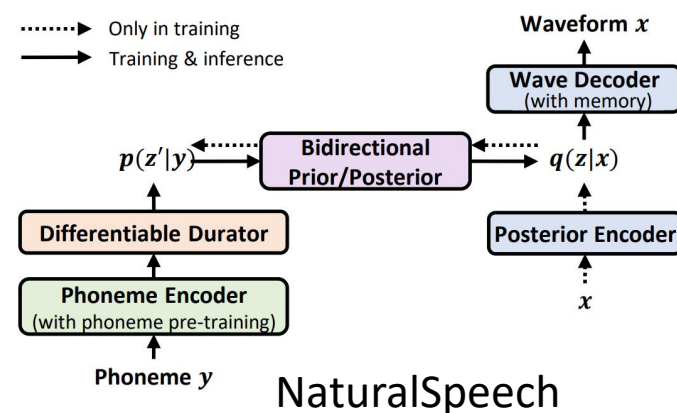 Only in training
Training & inference
Waveform x
Wave Decoder
(with memory)
p(z'|y)
Bidirectional
Prior/Posterior
q(z|x)
Differentiable Durator
Posterior Encoder
Phoneme Encoder
(with phoneme pre-training)
x
Phoneme y
NaturalSpeech